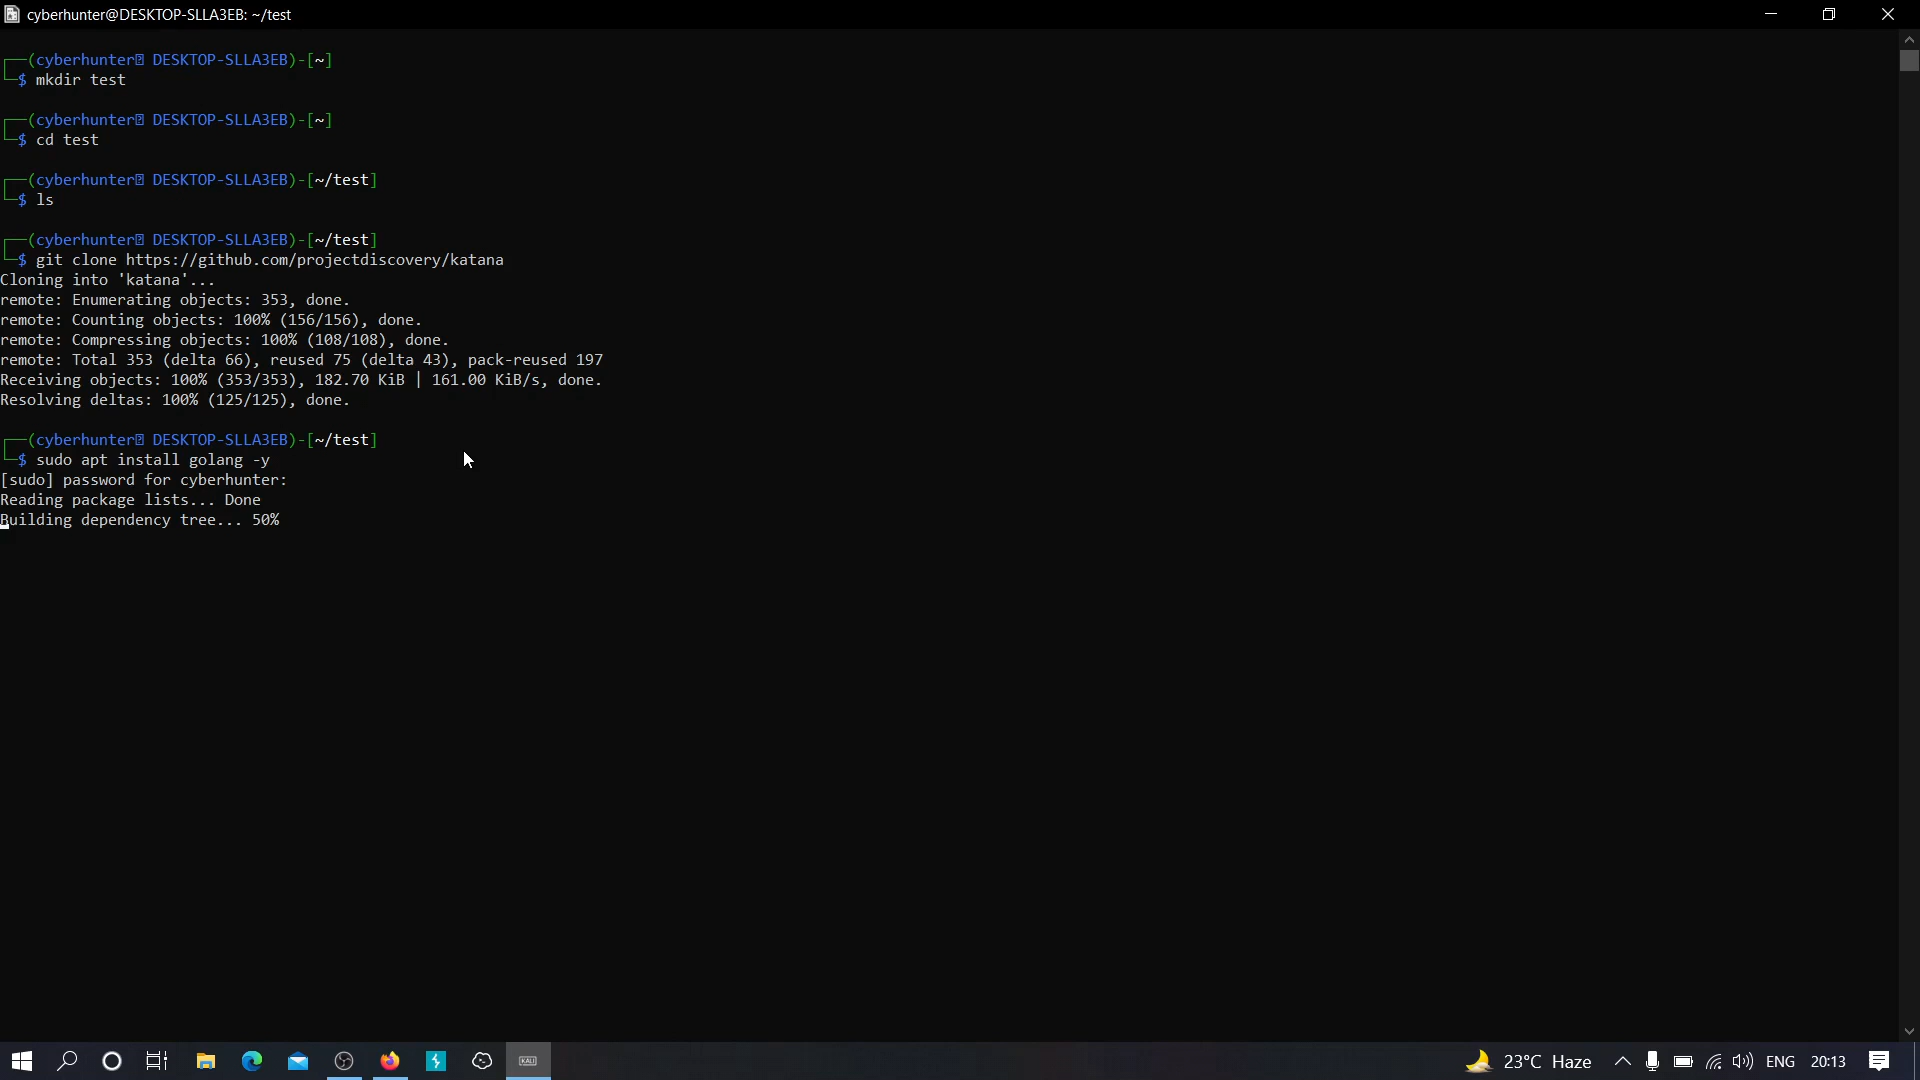 cyberhunter@DESKTOP-SLLA3EB: ~/test
┌──(cyberhunter⍰ DESKTOP-SLLA3EB)-[~]
└─$ mkdir test
┌──(cyberhunter⍰ DESKTOP-SLLA3EB)-[~]
└─$ cd test
┌──(cyberhunter⍰ DESKTOP-SLLA3EB)-[~/test]
└─$ ls
┌──(cyberhunter⍰ DESKTOP-SLLA3EB)-[~/test]
└─$ git clone https://github.com/projectdiscovery/katana
Cloning into 'katana'...
remote: Enumerating objects: 353, done.
remote: Counting objects: 100% (156/156), done.
remote: Compressing objects: 100% (108/108), done.
remote: Total 353 (delta 66), reused 75 (delta 43), pack-reused 197
Receiving objects: 100% (353/353), 182.70 KiB | 161.00 KiB/s, done.
Resolving deltas: 100% (125/125), done.
┌──(cyberhunter⍰ DESKTOP-SLLA3EB)-[~/test]
└─$ sudo apt install golang -y
[sudo] password for cyberhunter:
Reading package lists... Done
Building dependency tree... 50%
KALI
23°C Haze
ENG
20:13